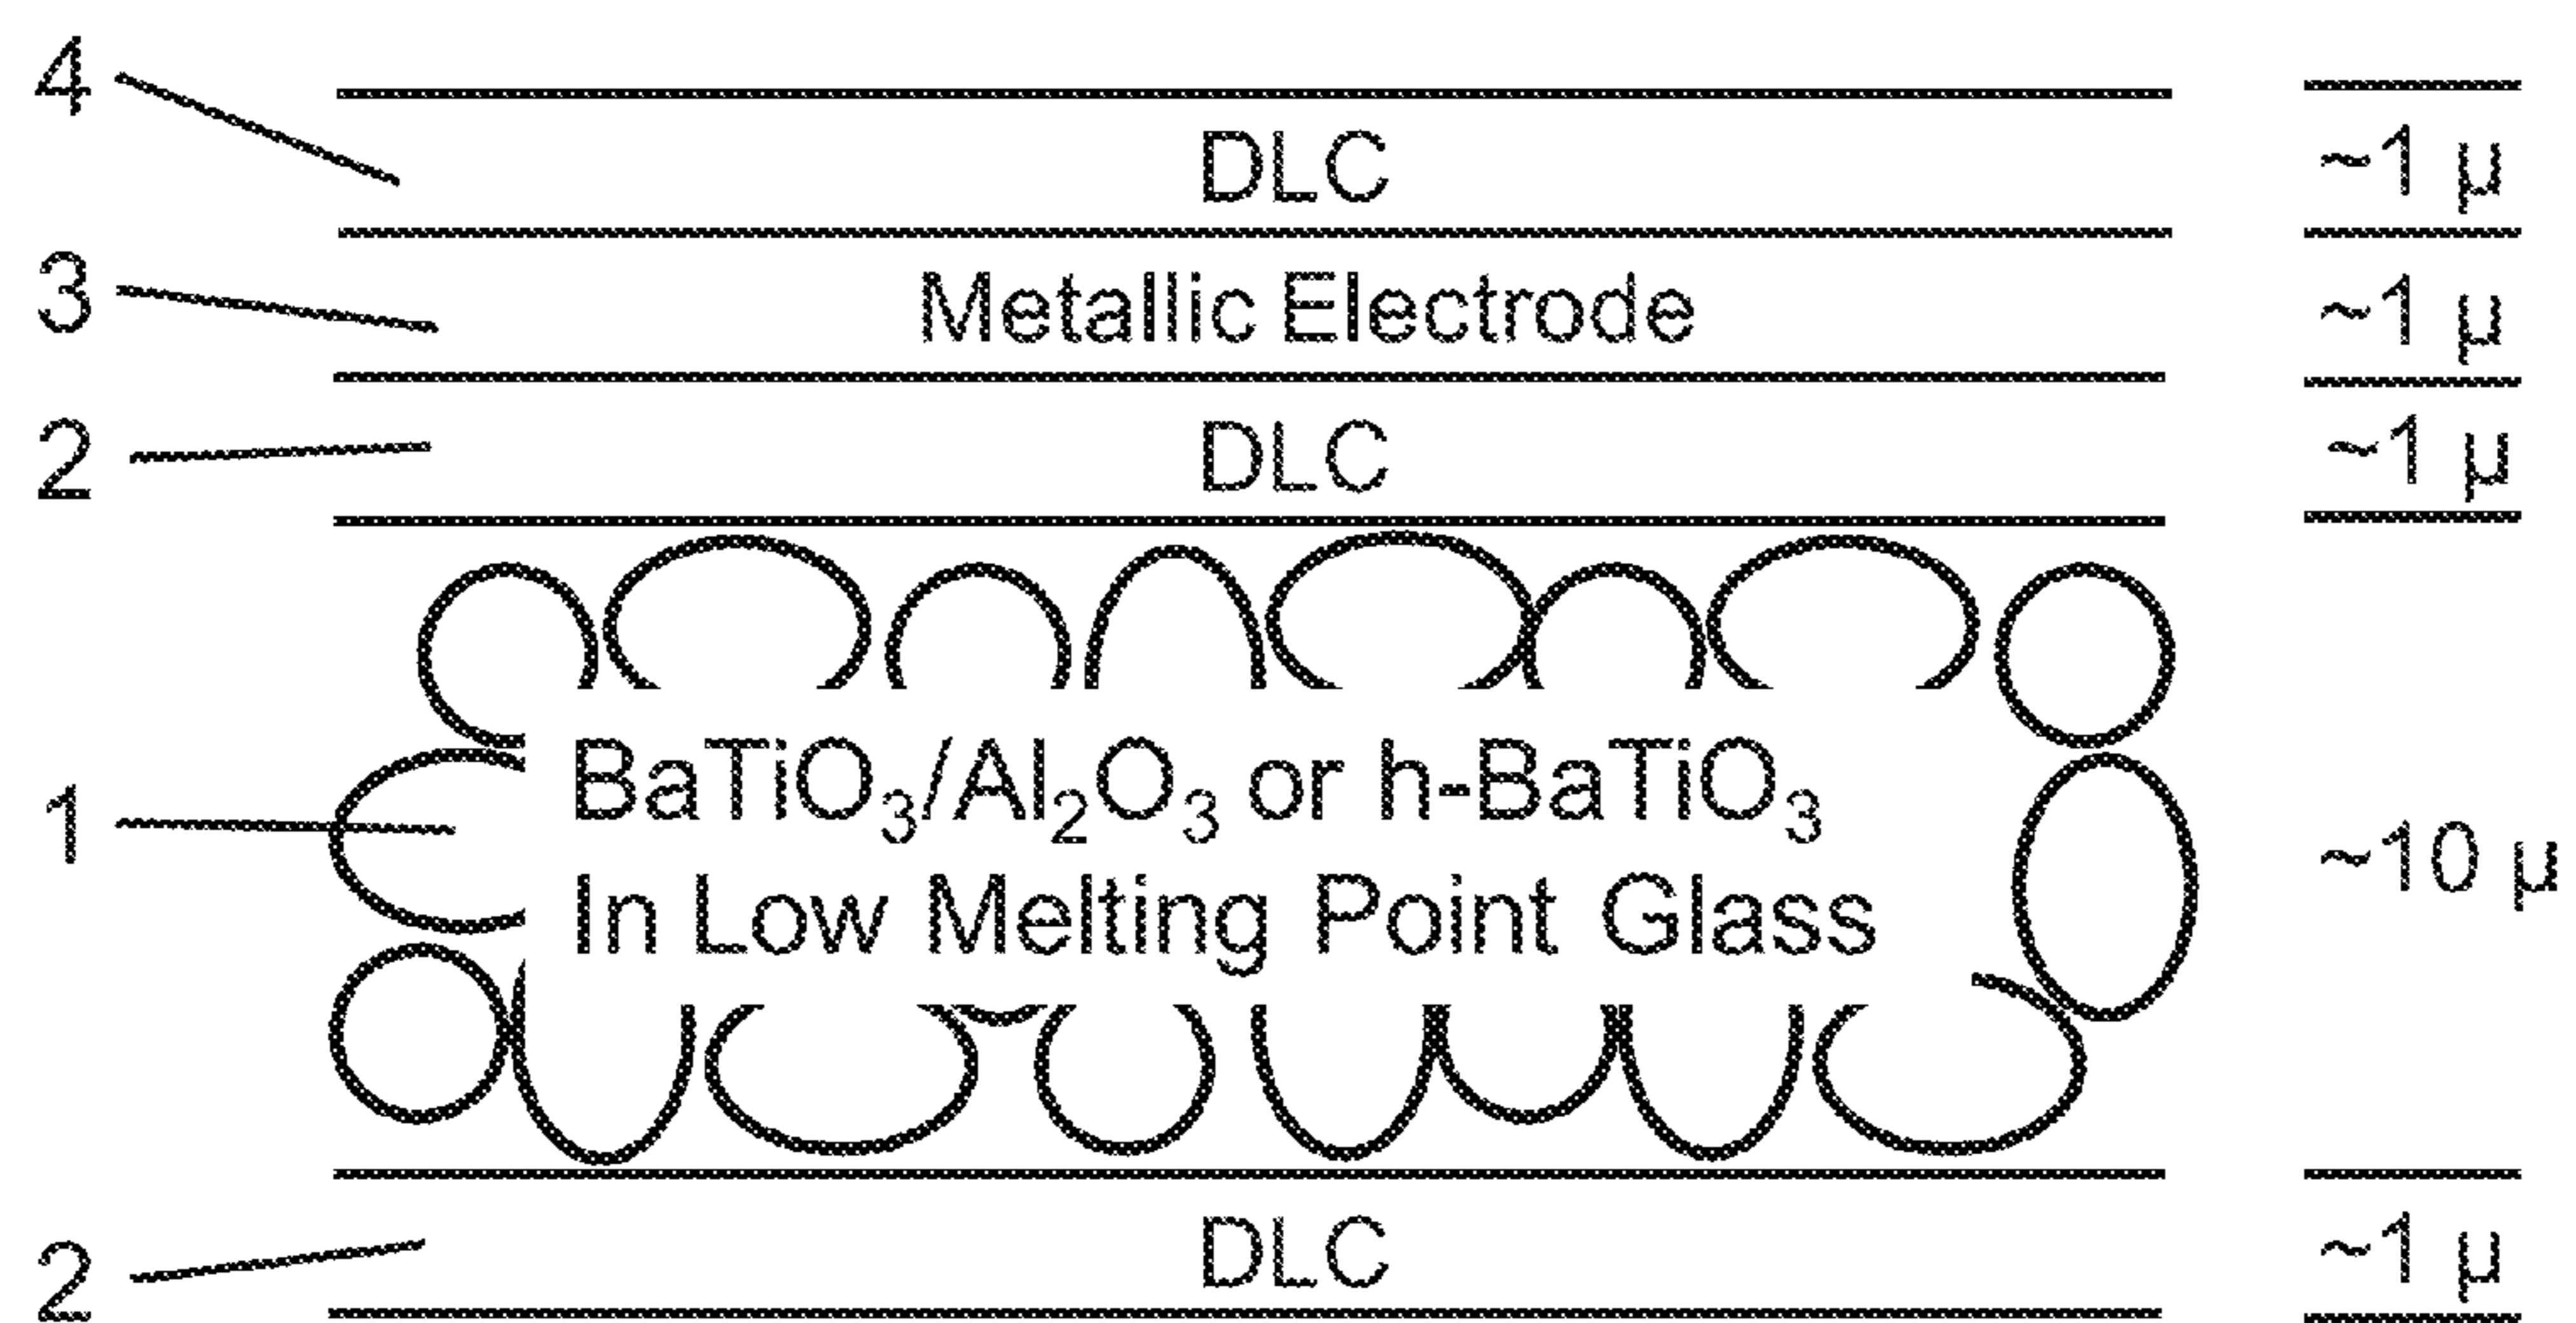 4 DLC ~1 µ
3 Metallic Electrode ~1 µ
2 DLC ~1 µ
BaTiO₃/Al₂O₃ or h-BaTiO₃
1 ~10 µ
In Low Melting Point Glass
2 DLC ~1 µ